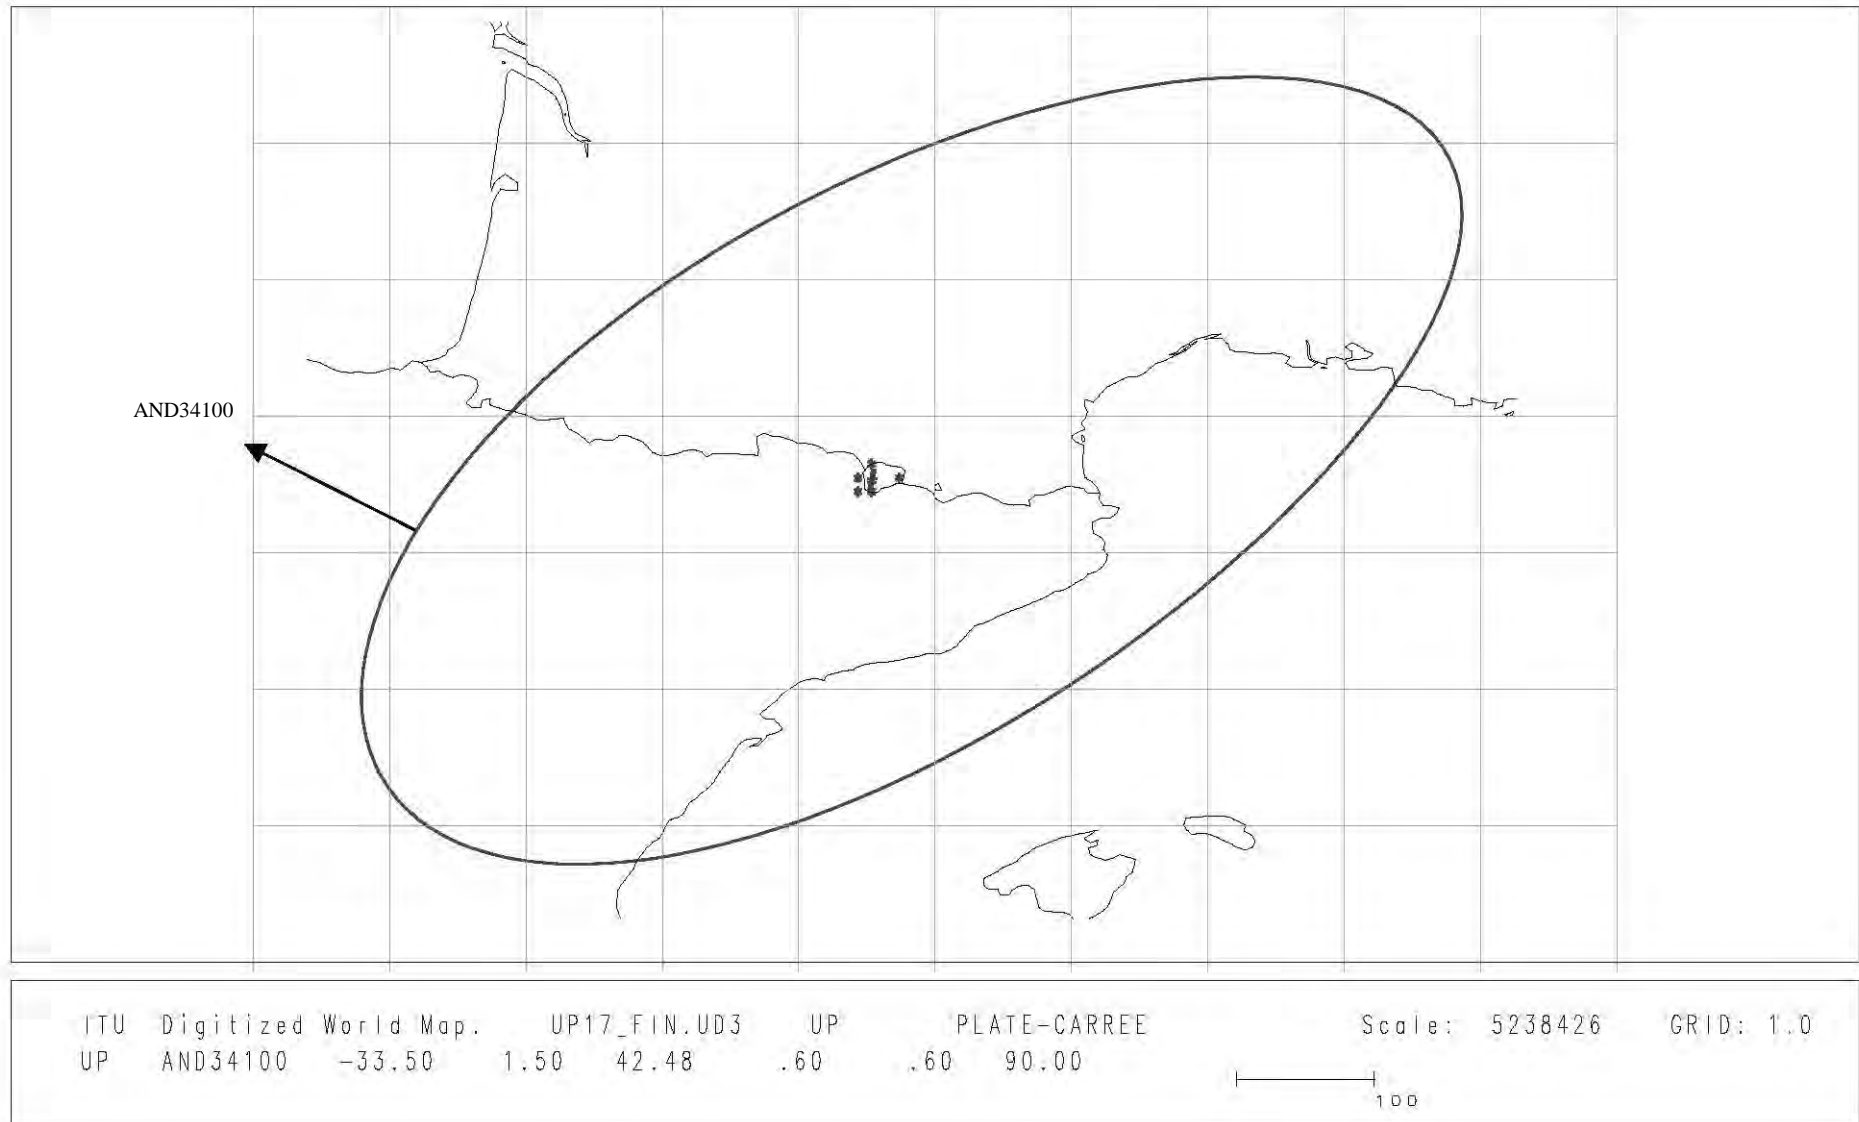 AND34100
ITU Digitized World Map. UP17_FIN.UD3 UP PLATE-CARREE Scale: 5238426 GRID: 1.0
UP AND34100 -33.50 1.50 42.48 .60 .60 90.00
100